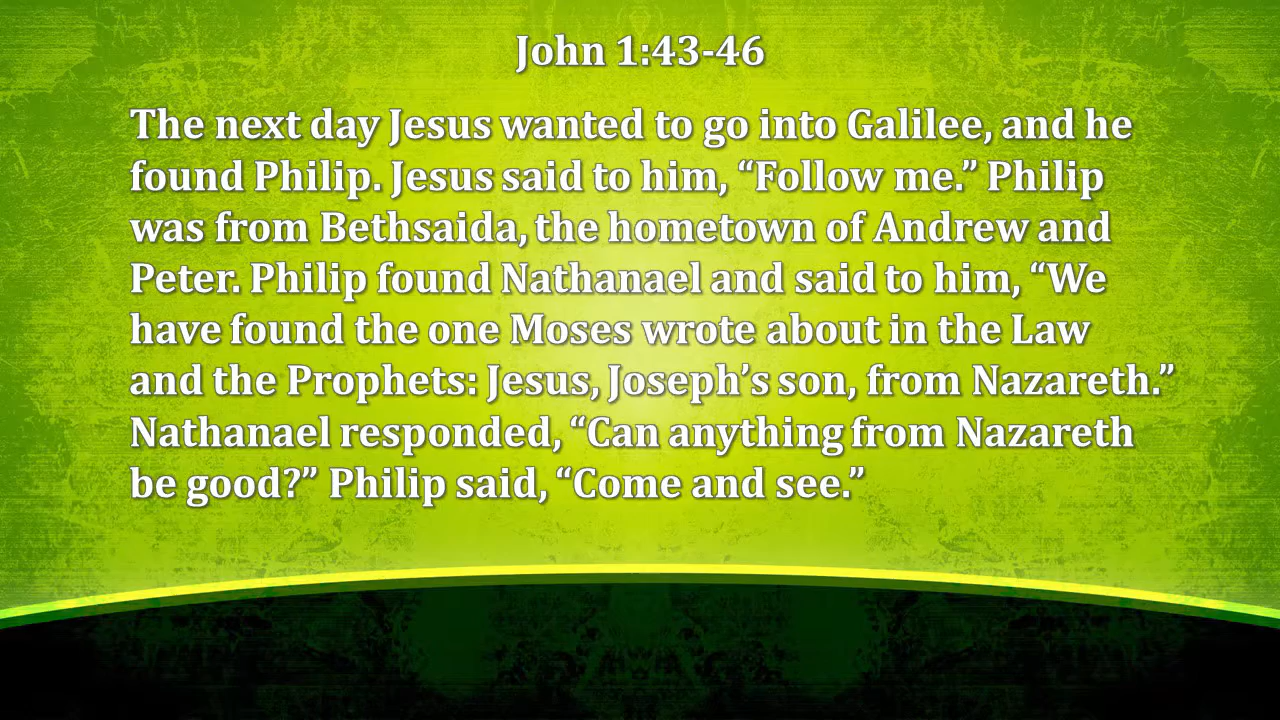 John 1:43-46
The next day Jesus wanted to go into Galilee, and he
found Philip. Jesus said to him, “Follow me.” Philip
was from Bethsaida, the hometown of Andrew and
Peter. Philip found Nathanael and said to him, “We
have found the one Moses wrote about in the Law
and the Prophets: Jesus, Joseph’s son, from Nazareth.”
Nathanael responded, “Can anything from Nazareth
be good?” Philip said, “Come and see.”